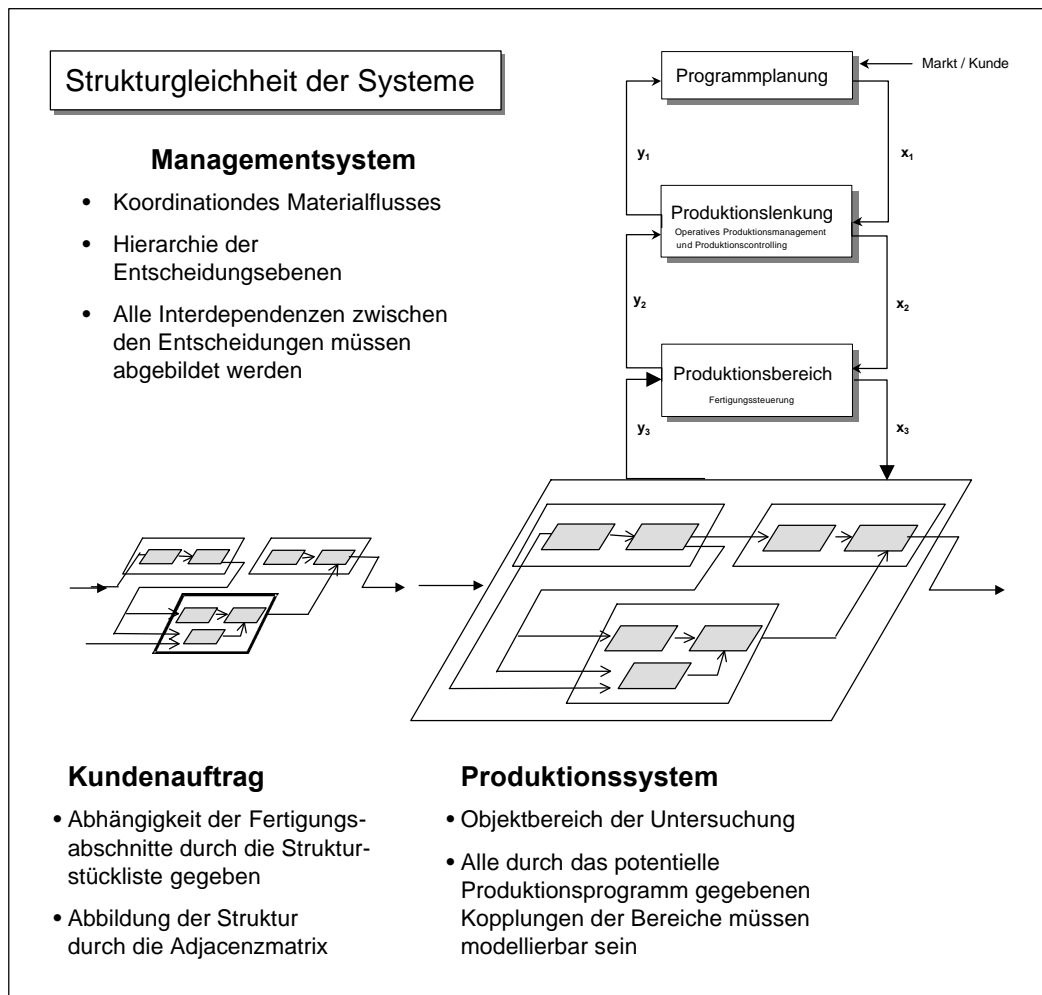 Strukturgleichheit der Systeme
Managementsystem
• Koordinationdes Materialflusses
• Hierarchie der
Entscheidungsebenen
• Alle Interdependenzen zwischen
den Entscheidungen müssen
abgebildet werden
Programmplanung
Markt / Kunde
y₁
x₁
Produktionslenkung
Operatives Produktionsmanagement
und Produktionscontrolling
y₂
x₂
Produktionsbereich
Fertigungssteuerung
y₃
x₃
Kundenauftrag
• Abhängigkeit der Fertigungs-
abschnitte durch die Struktur-
stückliste gegeben
• Abbildung der Struktur
durch die Adjacenzmatrix
Produktionssystem
• Objektbereich der Untersuchung
• Alle durch das potentielle
Produktionsprogramm gegebenen
Kopplungen der Bereiche müssen
modellierbar sein